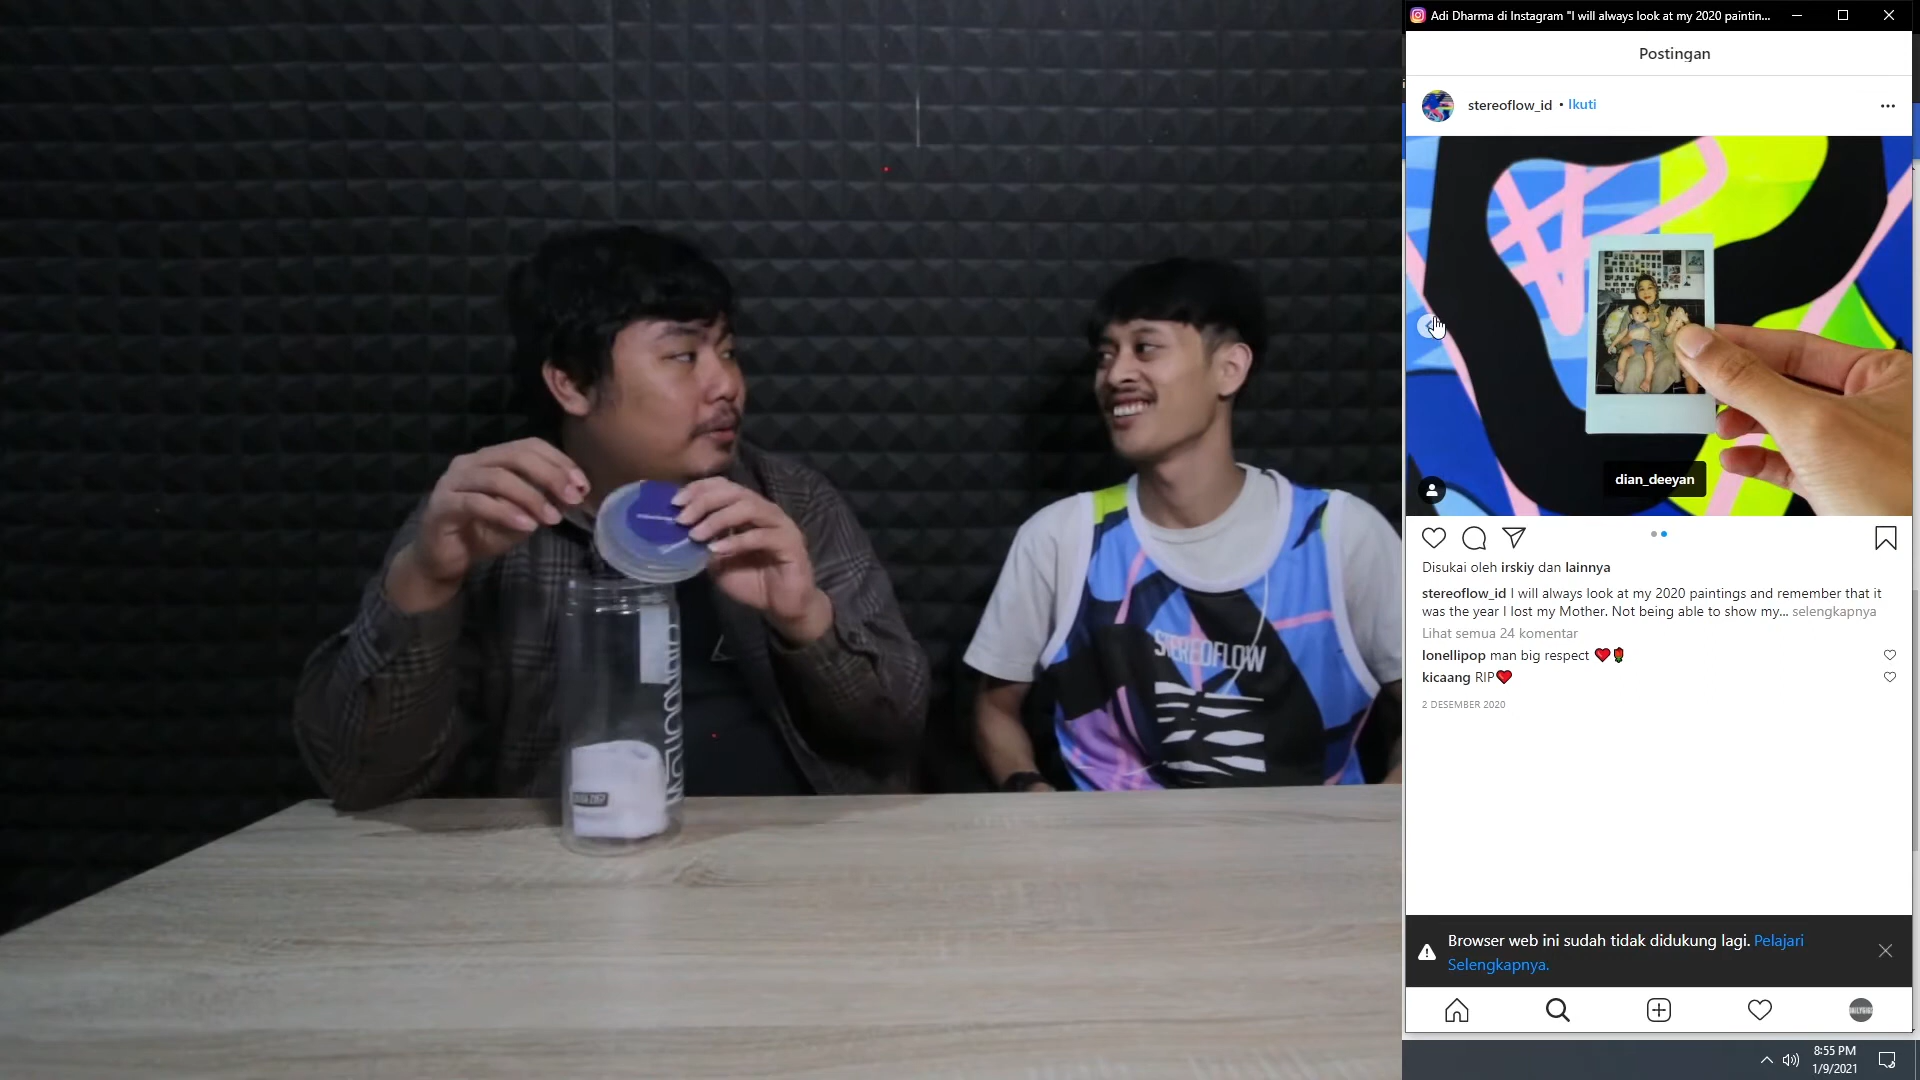 Adi Dharma di Instagram "I will always look at my 2020 paintin...
Postingan
stereoflow_id • Ikuti
dian_deeyan
Disukai oleh irskiy dan lainnya
stereoflow_id I will always look at my 2020 paintings and remember that it
was the year I lost my Mother. Not being able to show my... selengkapnya
Lihat semua 24 komentar
lonellipop man big respect ❤️🌹
kicaang RIP❤️
2 DESEMBER 2020
Browser web ini sudah tidak didukung lagi. Pelajari
Selengkapnya.
8:55 PM
1/9/2021
STEREOFLOW